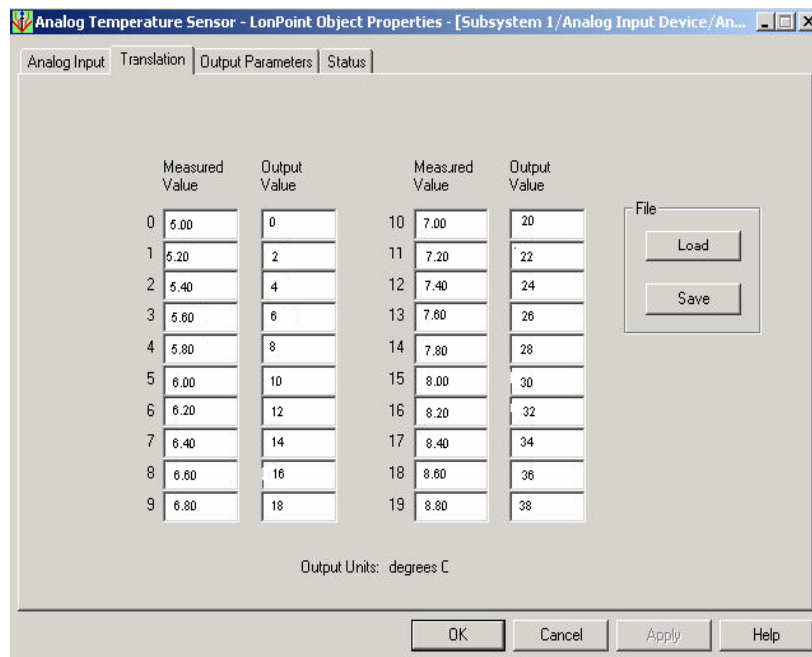 Analog Temperature Sensor - LonPoint Object Properties - [Subsystem 1/Analog Input Device/An...
Analog Input Translation Output Parameters Status
Measured Value Output Value Measured Value Output Value
File
0 5.00 0 10 7.00 20
1 5.20 2 11 7.20 22
Load
2 5.40 4 12 7.40 24
Save
3 5.60 6 13 7.60 26
4 5.80 8 14 7.80 28
5 6.00 10 15 8.00 30
6 6.20 12 16 8.20 32
7 6.40 14 17 8.40 34
8 6.60 16 18 8.60 36
9 6.80 18 19 8.80 38
Output Units: degrees C
OK Cancel Apply Help